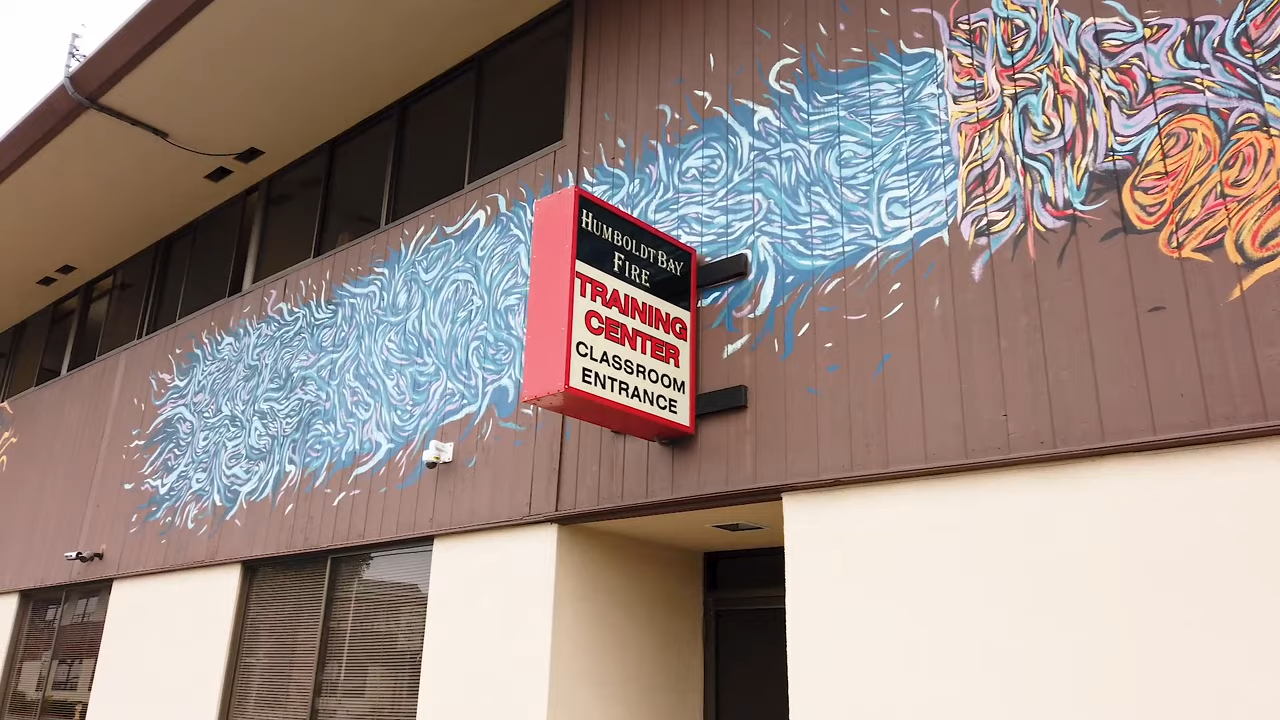 HUMBOLDT BAY
FIRE
TRAINING
CENTER
CLASSROOM
ENTRANCE